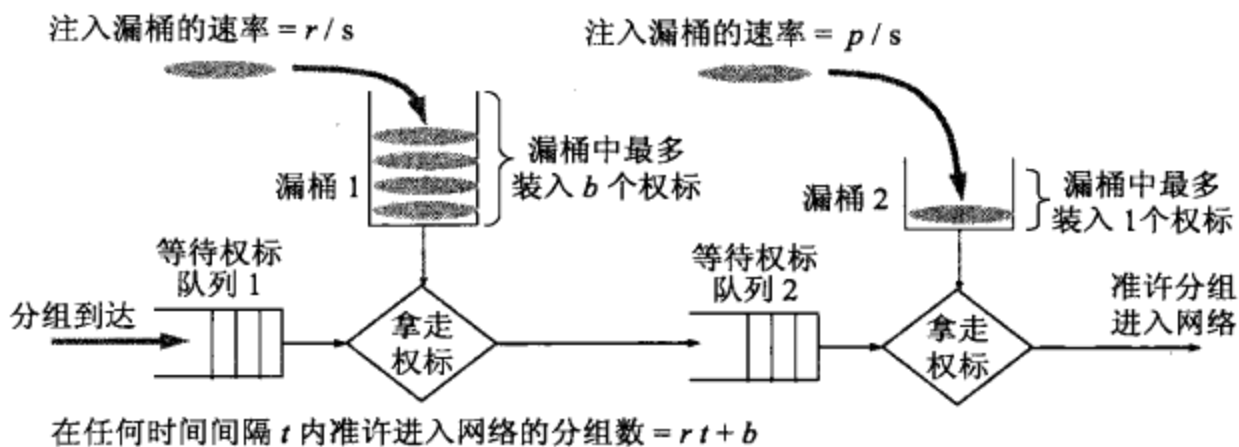 注入漏桶的速率 = r / s
注入漏桶的速率 = p / s
漏桶 1
漏桶中最多
装入 b 个权标
漏桶 2
漏桶中最多
装入 1个权标
等待权标
队列 1
等待权标
队列 2
分组到达
拿走
权标
拿走
权标
准许分组
进入网络
在任何时间间隔 t 内准许进入网络的分组数 = r t + b